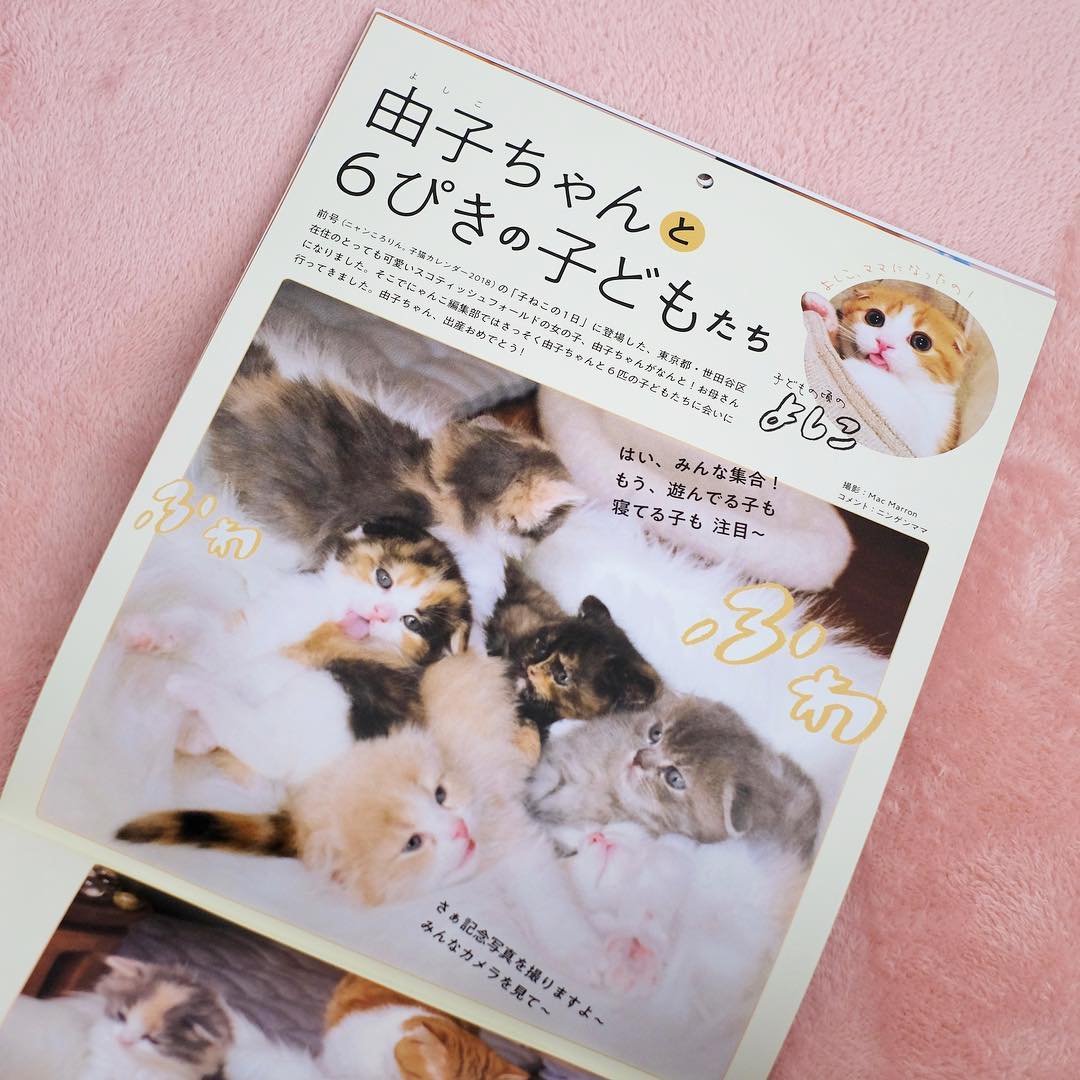 よしこ
由子ちゃんと
6ぴきの子どもたち
前号(ニャンころりん。子猫カレンダー2018)の「子ねこの1日」に登場した、東京都・世田谷区
在住のとっても可愛いスコティッシュフォールドの女の子、由子ちゃんがなんと！お母さん
になりました。そこでにゃんこ編集部ではさっそく由子ちゃんと6匹の子どもたちに会いに
行ってきました。由子ちゃん、出産おめでとう！
よしこ、ママになったの！
子どもの頃の
よしこ
撮影：Mac Marron
コメント：ニンゲンママ
はい、みんな集合！
もう、遊んでる子も
寝てる子も 注目〜
ふわ
ふわ
さぁ記念写真を撮りますよ〜
みんなカメラを見て〜